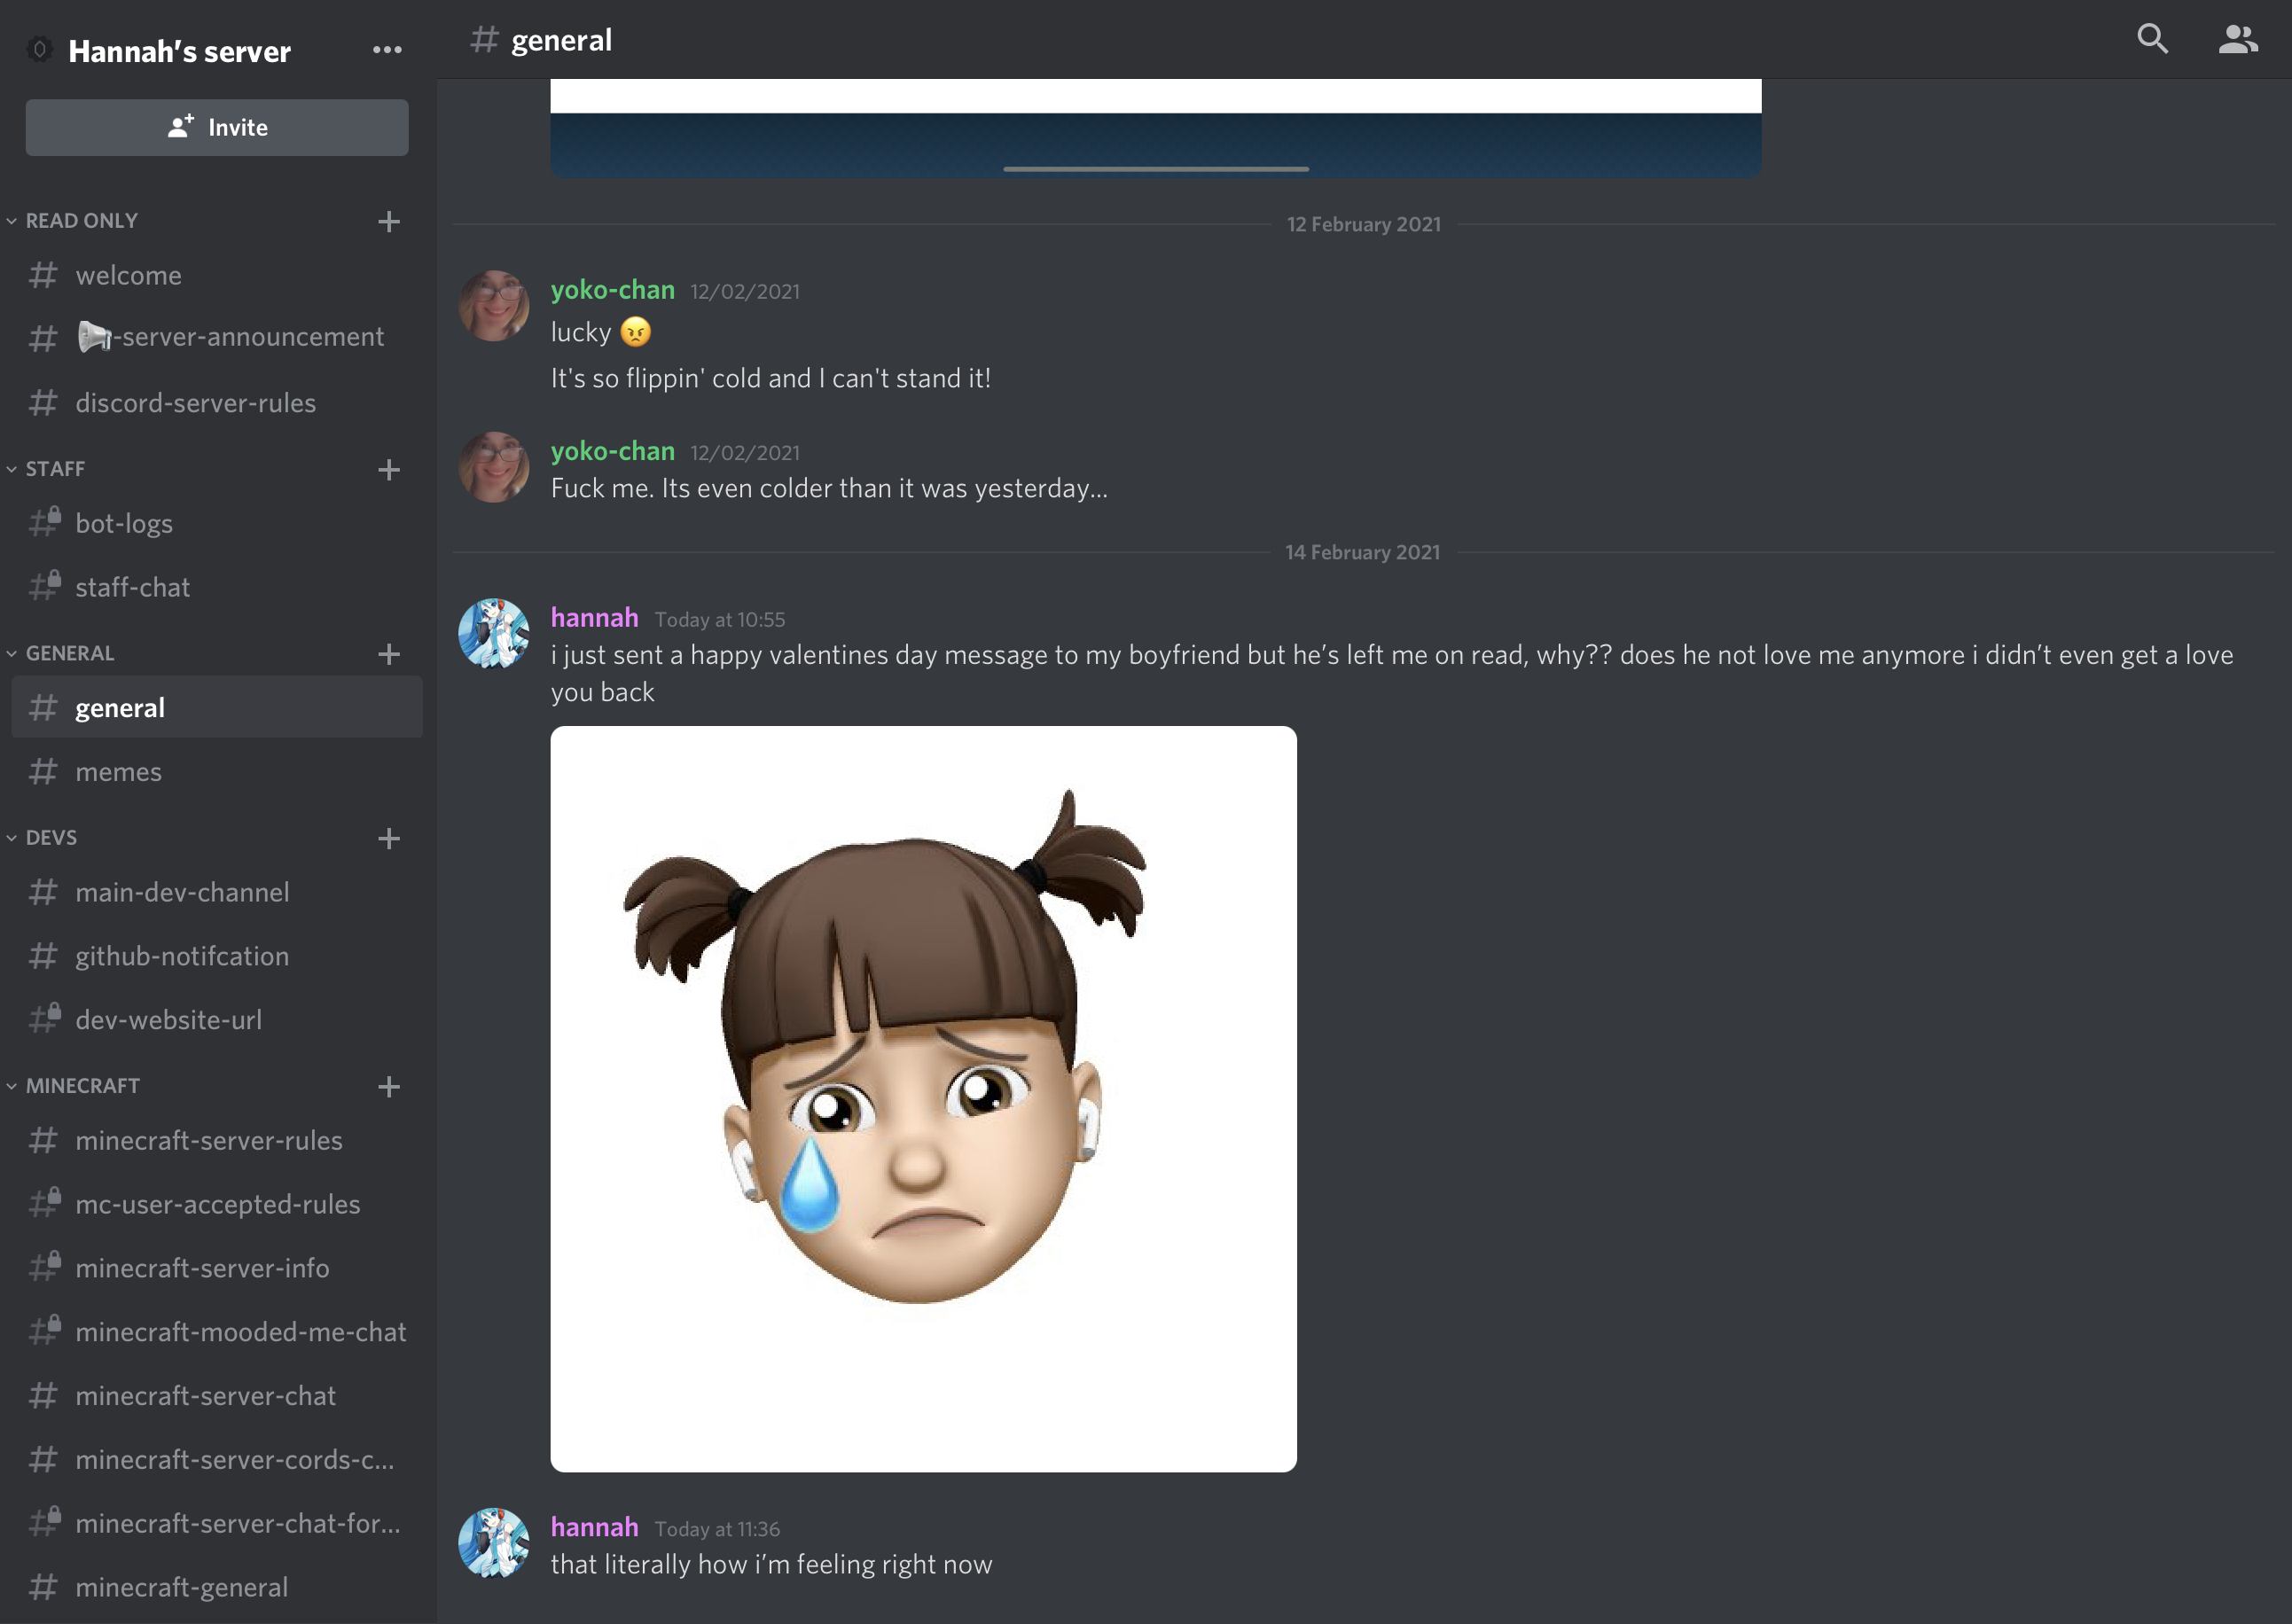 Hannah's server
Invite
READ ONLY
welcome
-server-announcement
discord-server-rules
STAFF
bot-logs
staff-chat
GENERAL
general
memes
DEVS
main-dev-channel
github-notifcation
dev-website-url
MINECRAFT
minecraft-server-rules
mc-user-accepted-rules
minecraft-server-info
minecraft-mooded-me-chat
minecraft-server-chat
minecraft-server-cords-c...
minecraft-server-chat-for...
minecraft-general
# general
12 February 2021
yoko-chan 12/02/2021
lucky 😠
It's so flippin' cold and I can't stand it!
yoko-chan 12/02/2021
Fuck me. Its even colder than it was yesterday...
14 February 2021
hannah Today at 10:55
i just sent a happy valentines day message to my boyfriend but he’s left me on read, why?? does he not love me anymore i didn’t even get a love
you back
hannah Today at 11:36
that literally how i’m feeling right now